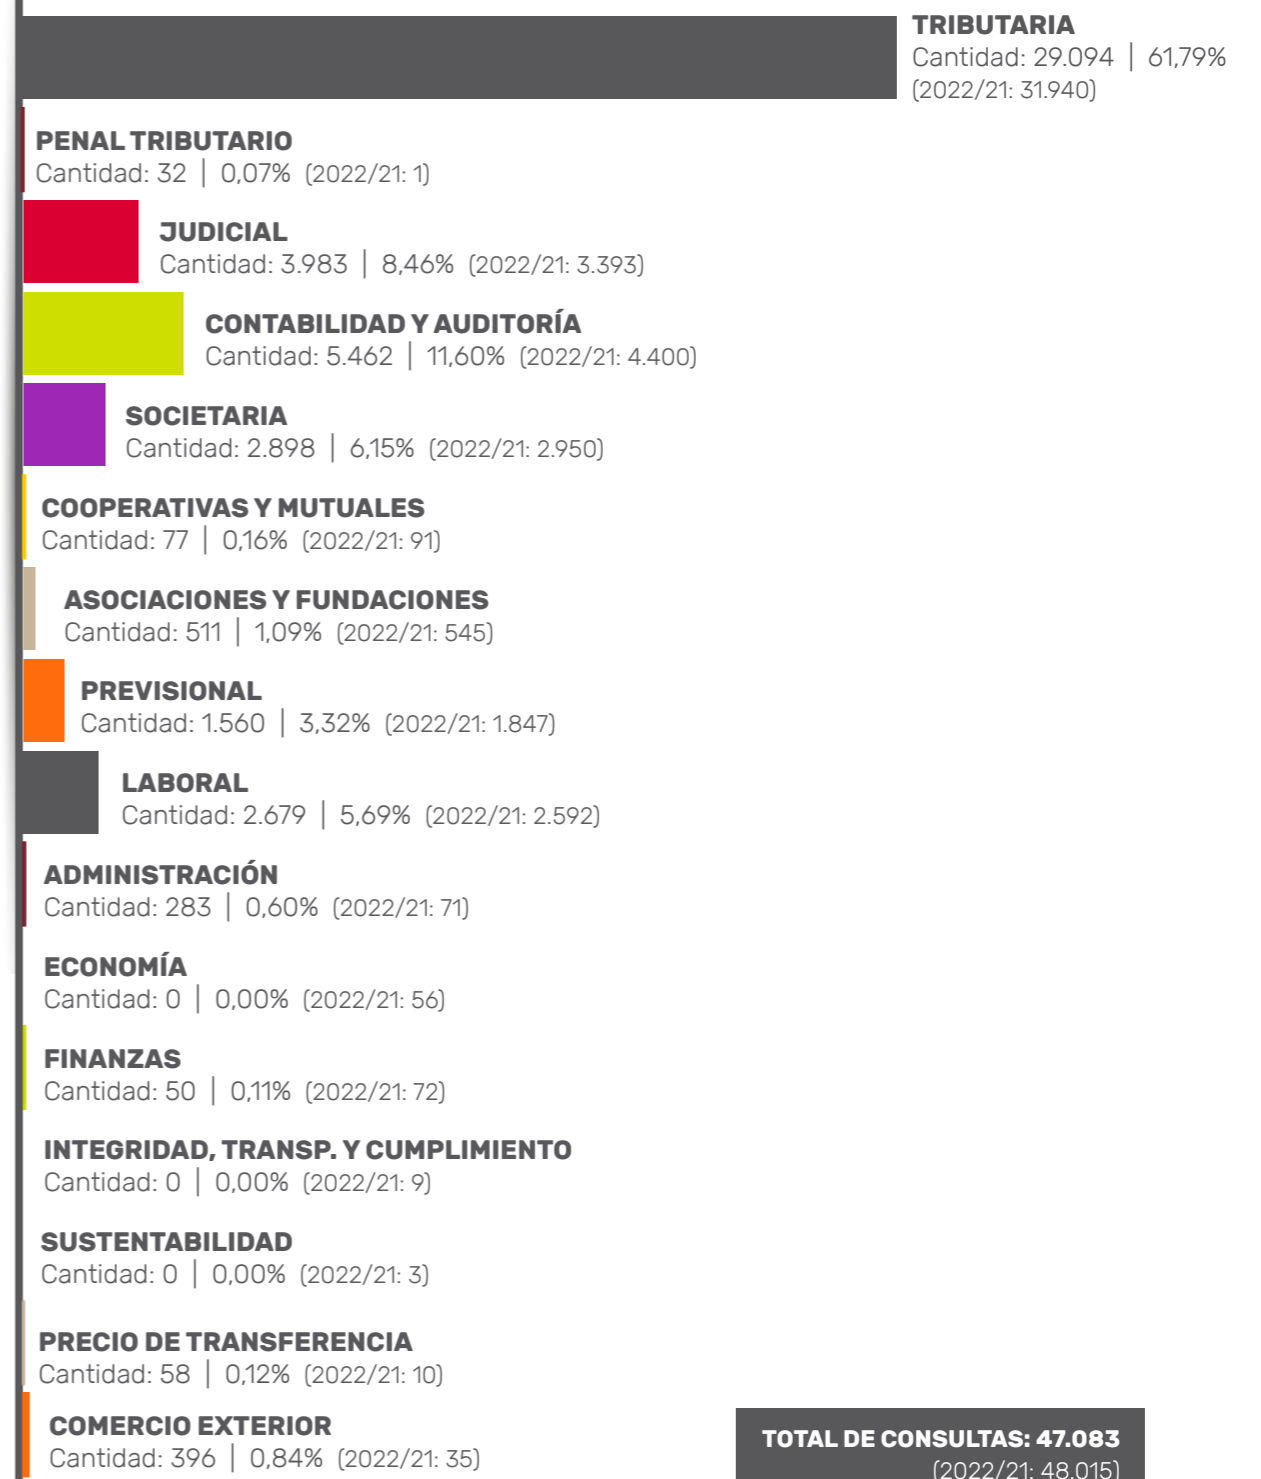 TRIBUTARIA
Cantidad: 29.094 | 61,79%
(2022/21: 31.940)
PENAL TRIBUTARIO
Cantidad: 32 | 0,07% (2022/21: 1)
JUDICIAL
Cantidad: 3.983 | 8,46% (2022/21: 3.393)
CONTABILIDAD Y AUDITORÍA
Cantidad: 5.462 | 11,60% (2022/21: 4.400)
SOCIETARIA
Cantidad: 2.898 | 6,15% (2022/21: 2.950)
COOPERATIVAS Y MUTUALES
Cantidad: 77 | 0,16% (2022/21: 91)
ASOCIACIONES Y FUNDACIONES
Cantidad: 511 | 1,09% (2022/21: 545)
PREVISIONAL
Cantidad: 1.560 | 3,32% (2022/21: 1.847)
LABORAL
Cantidad: 2.679 | 5,69% (2022/21: 2.592)
ADMINISTRACIÓN
Cantidad: 283 | 0,60% (2022/21: 71)
ECONOMÍA
Cantidad: 0 | 0,00% (2022/21: 56)
FINANZAS
Cantidad: 50 | 0,11% (2022/21: 72)
INTEGRIDAD, TRANSP. Y CUMPLIMIENTO
Cantidad: 0 | 0,00% (2022/21: 9)
SUSTENTABILIDAD
Cantidad: 0 | 0,00% (2022/21: 3)
PRECIO DE TRANSFERENCIA
Cantidad: 58 | 0,12% (2022/21: 10)
COMERCIO EXTERIOR
Cantidad: 396 | 0,84% (2022/21: 35)
TOTAL DE CONSULTAS: 47.083
(2022/21: 48.015)